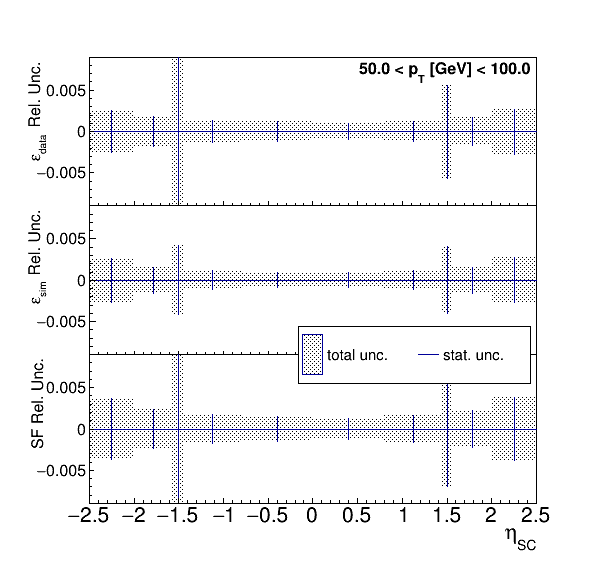 50.0 < p_T [GeV] < 100.0
ε_data Rel. Unc.
0.005
0
−0.005
ε_sim Rel. Unc.
0.005
0
−0.005
total unc.
stat. unc.
SF Rel. Unc.
0.005
0
−0.005
−2.5 −2 −1.5 −1 −0.5 0 0.5 1 1.5 2 2.5
η_SC